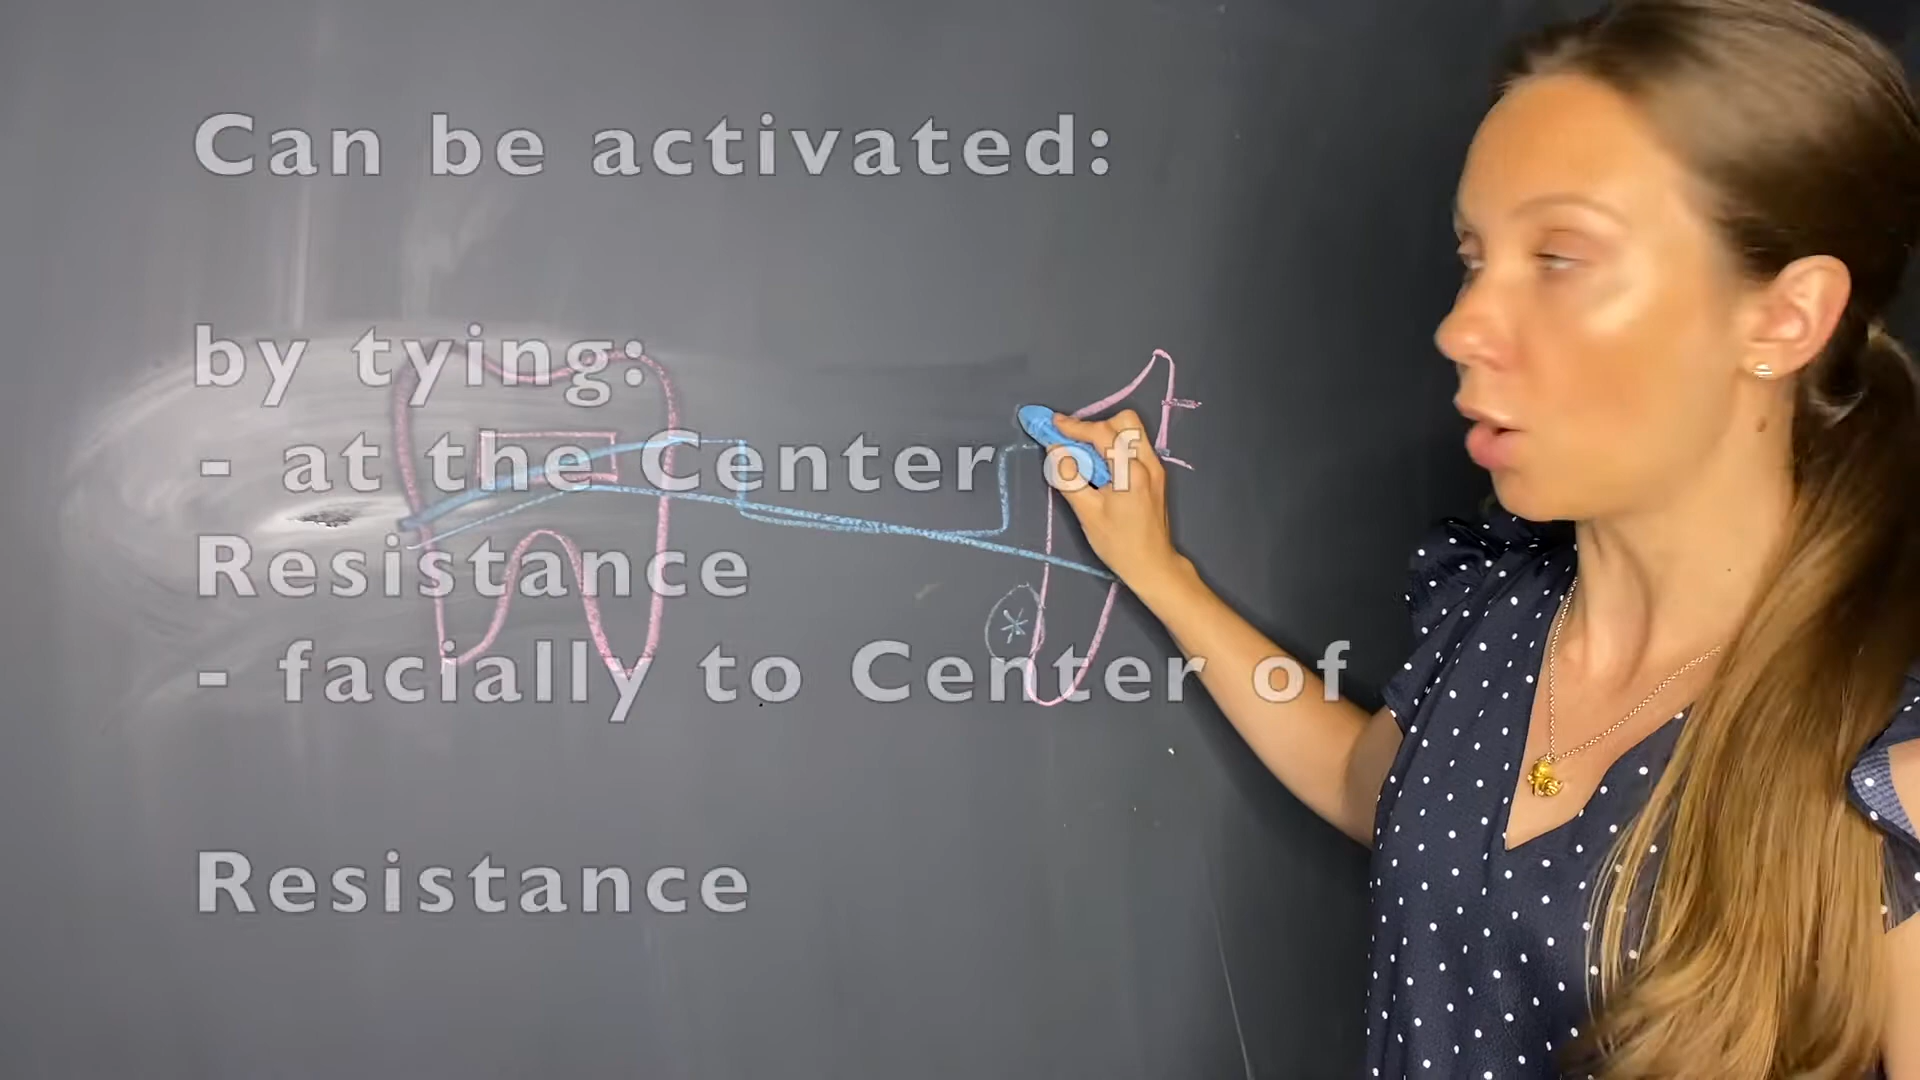 Can be activated:
by tying:
- at the Center of
Resistance
- facially to Center of
Resistance